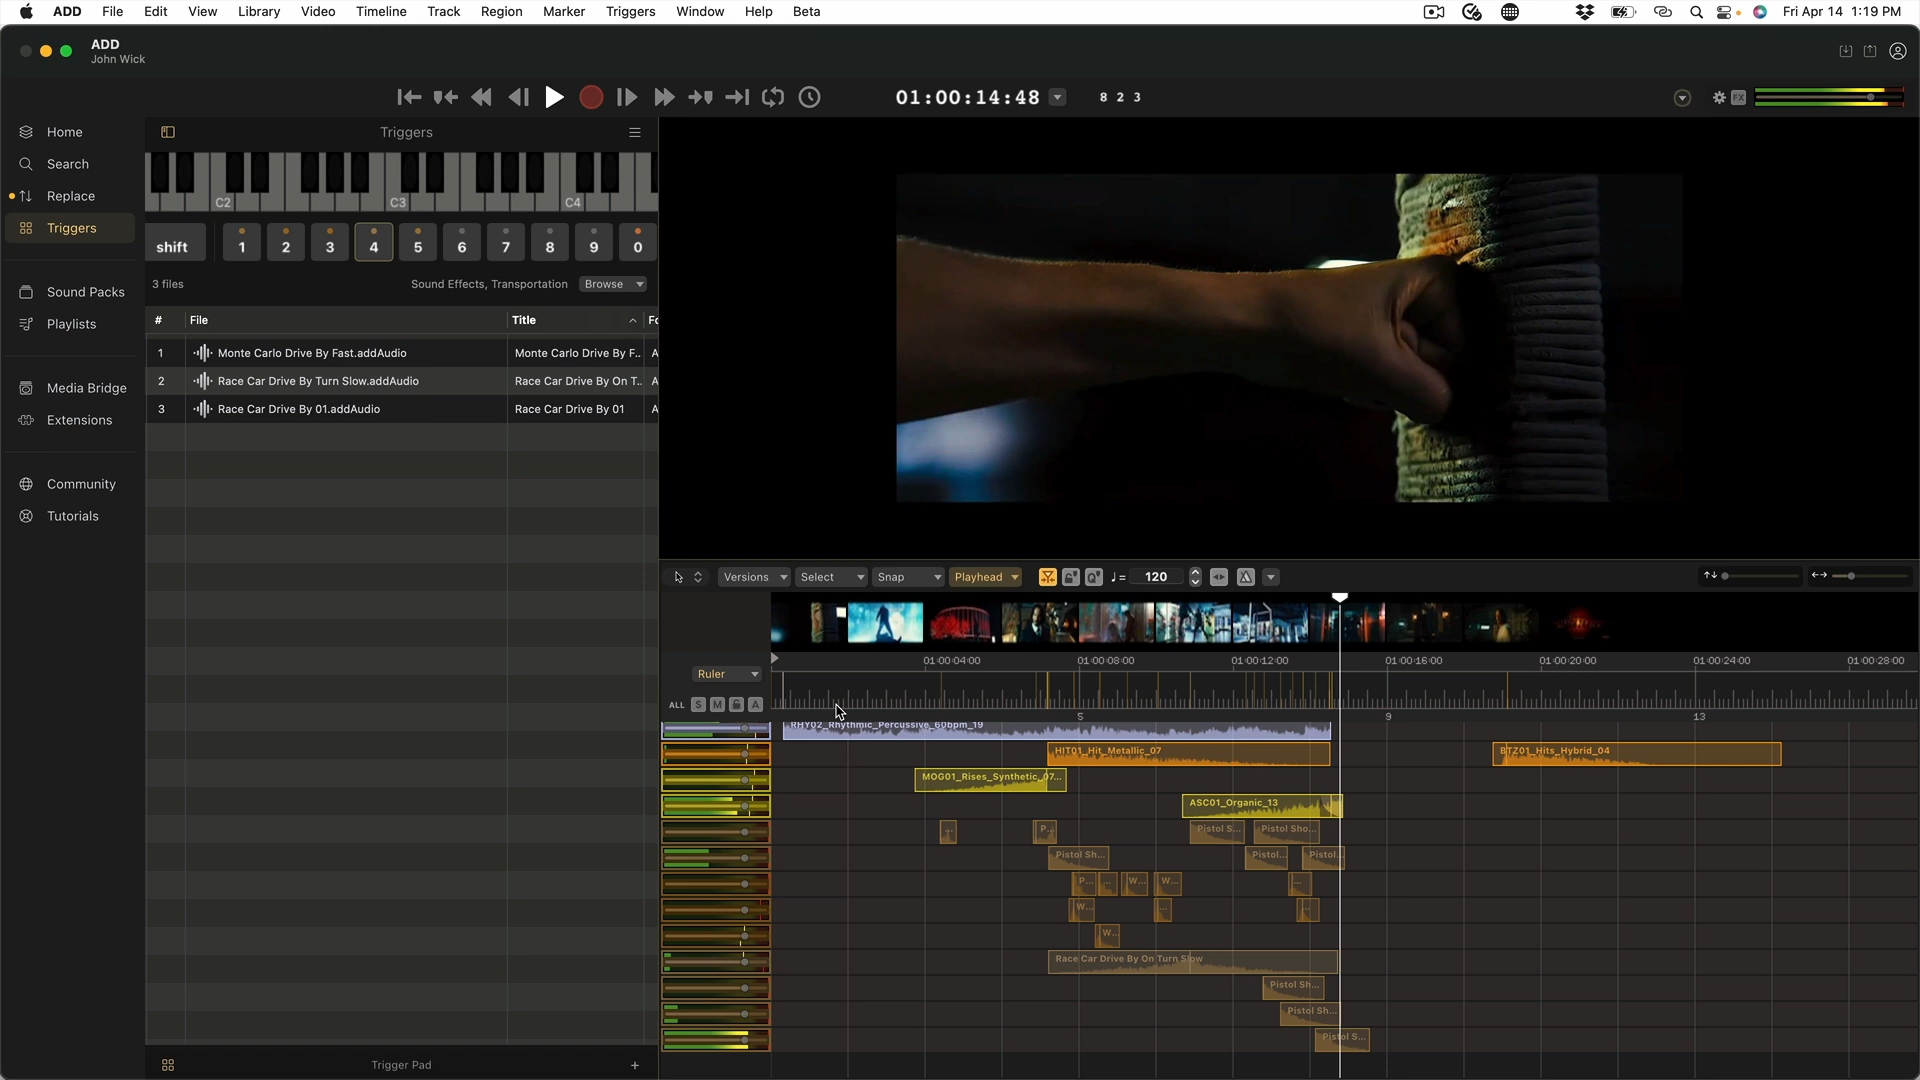 ADD File Edit View Library Video Timeline Track Region Marker Triggers Window Help Beta Fri Apr 14 1:19 PM
ADD
John Wick
01:00:14:48 8 2 3 FX
Home
Search
Replace
Triggers
Sound Packs
Playlists
Media Bridge
Extensions
Community
Tutorials
Triggers
C2 C3 C4
shift 1 2 3 4 5 6 7 8 9 0
3 files Sound Effects, Transportation Browse
# File Title Fo
1 Monte Carlo Drive By Fast.addAudio Monte Carlo Drive By F... A
2 Race Car Drive By Turn Slow.addAudio Race Car Drive By On T... A
3 Race Car Drive By 01.addAudio Race Car Drive By 01 A
Trigger Pad +
Versions Select Snap Playhead Q 120
01:00:04:00 01:00:08:00 01:00:12:00 01:00:16:00 01:00:20:00 01:00:24:00 01:00:28:00
Ruler
ALL S M A
5 9 13
RHY02_Rhythmic_Percussive_60bpm_19
HIT01_Hit_Metallic_07 BTZ01_Hits_Hybrid_04
MOG01_Rises_Synthetic_07...
ASC01_Organic_13
... P... Pistol S... Pistol Sho...
Pistol Sh... Pistol... Pistol...
P... ... W... W... ...
W... ... ...
W...
Race Car Drive By On Turn Slow
Pistol Sh...
Pistol Sh...
Pistol S...